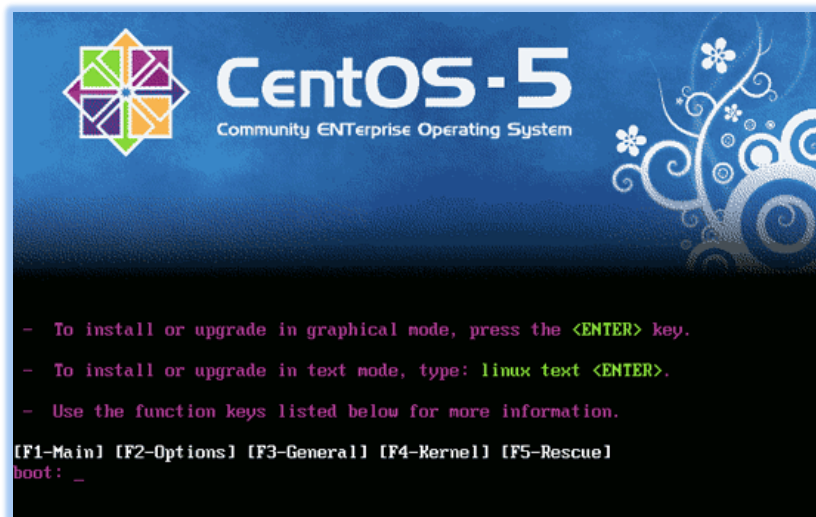 CentOS-5
Community ENTerprise Operating System
- To install or upgrade in graphical mode, press the <ENTER> key.
- To install or upgrade in text mode, type: linux text <ENTER>.
- Use the function keys listed below for more information.
[F1-Main] [F2-Options] [F3-General] [F4-Kernel] [F5-Rescue]
boot: _